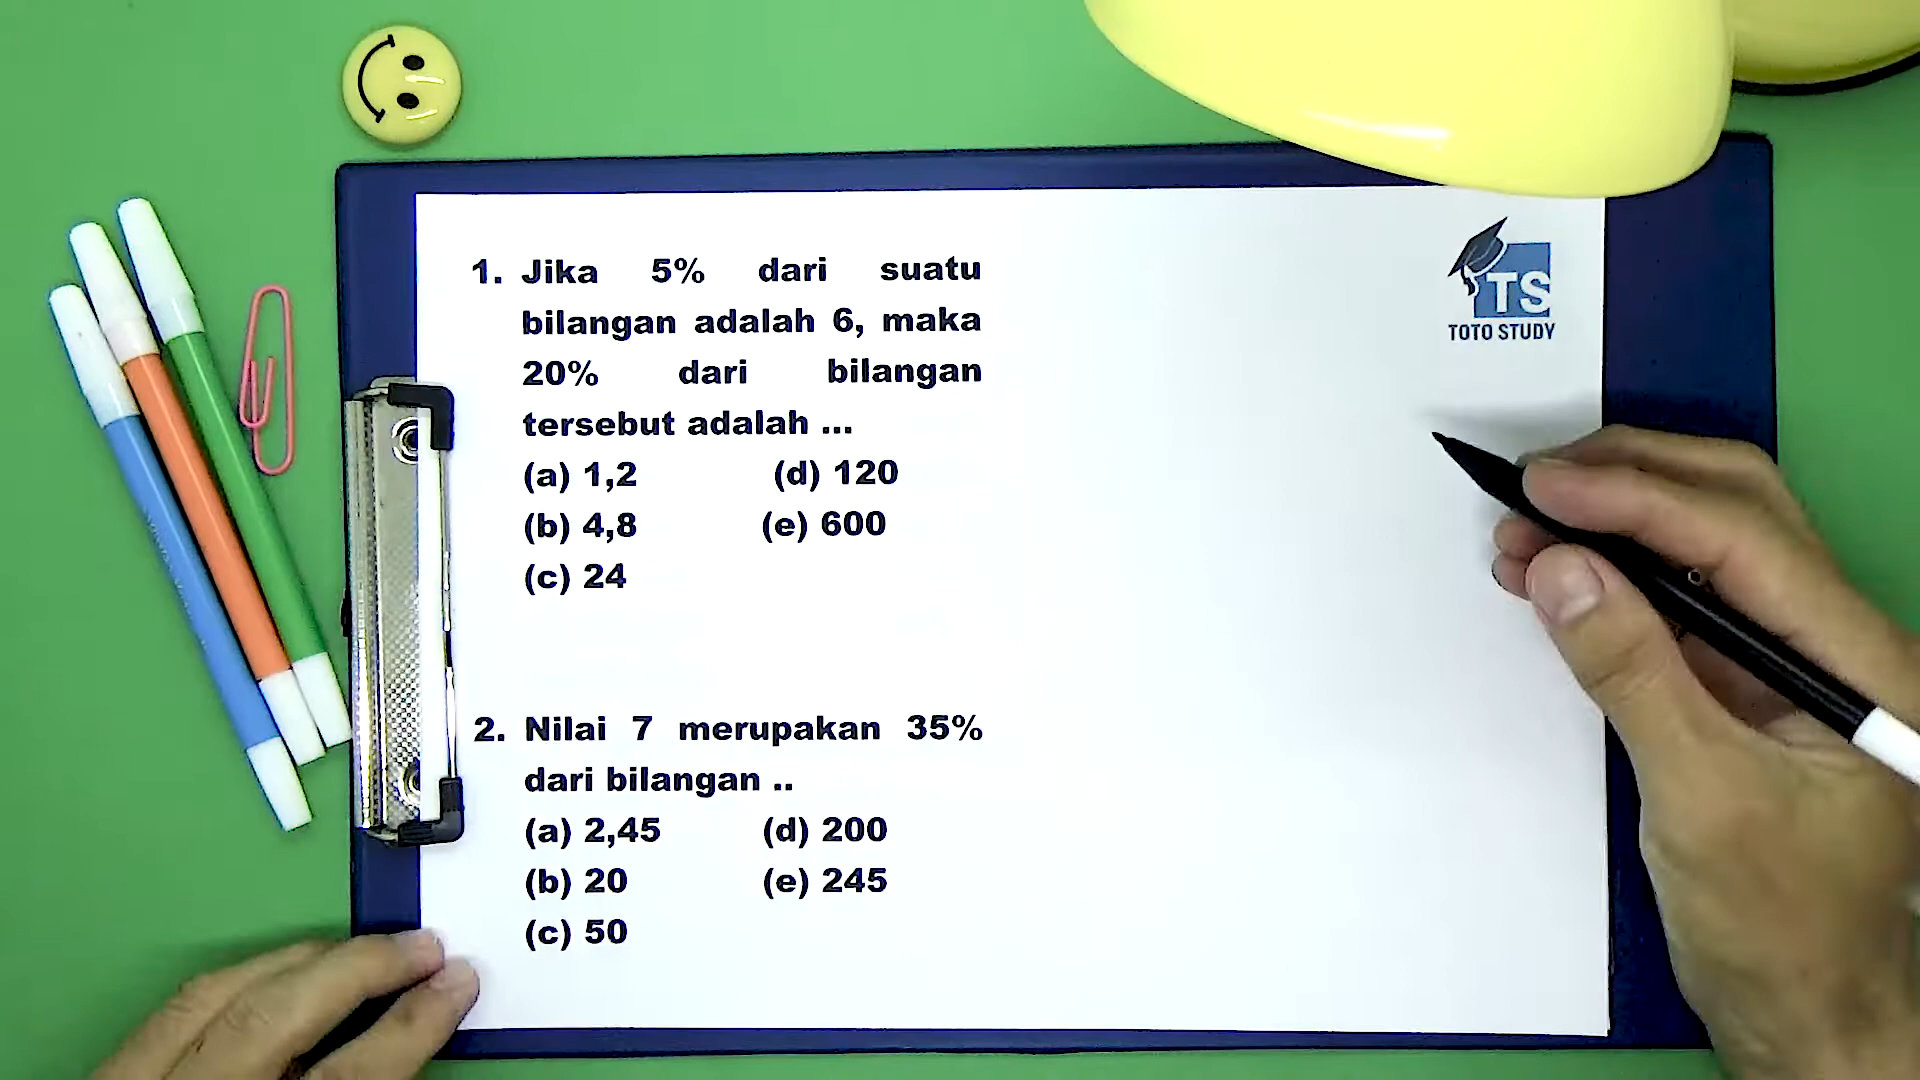 1. Jika 5% dari suatu
bilangan adalah 6, maka
20% dari bilangan
tersebut adalah ...
(a) 1,2 (d) 120
(b) 4,8 (e) 600
(c) 24
2. Nilai 7 merupakan 35%
dari bilangan ..
(a) 2,45 (d) 200
(b) 20 (e) 245
(c) 50
TS
TOTO STUDY